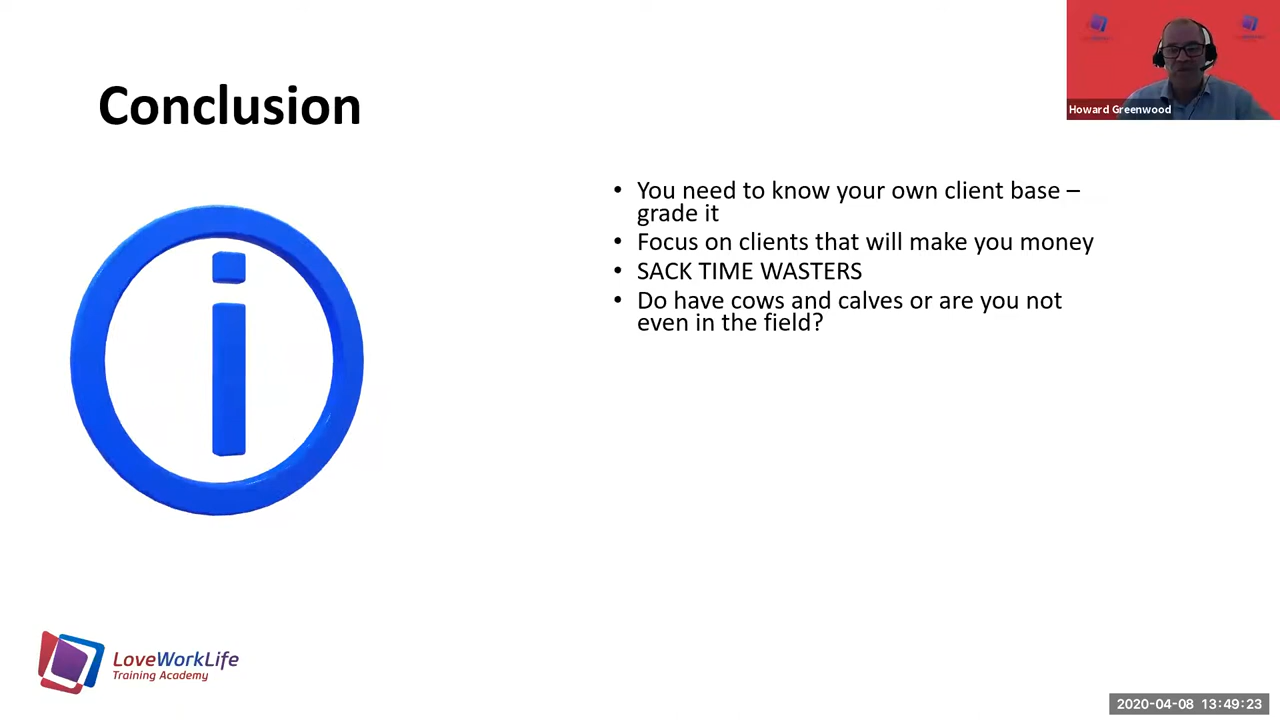 Conclusion
Howard Greenwood
• You need to know your own client base –
grade it
• Focus on clients that will make you money
• SACK TIME WASTERS
• Do have cows and calves or are you not
even in the field?
i
LoveWorkLife
Training Academy
2020-04-08 13:49:23